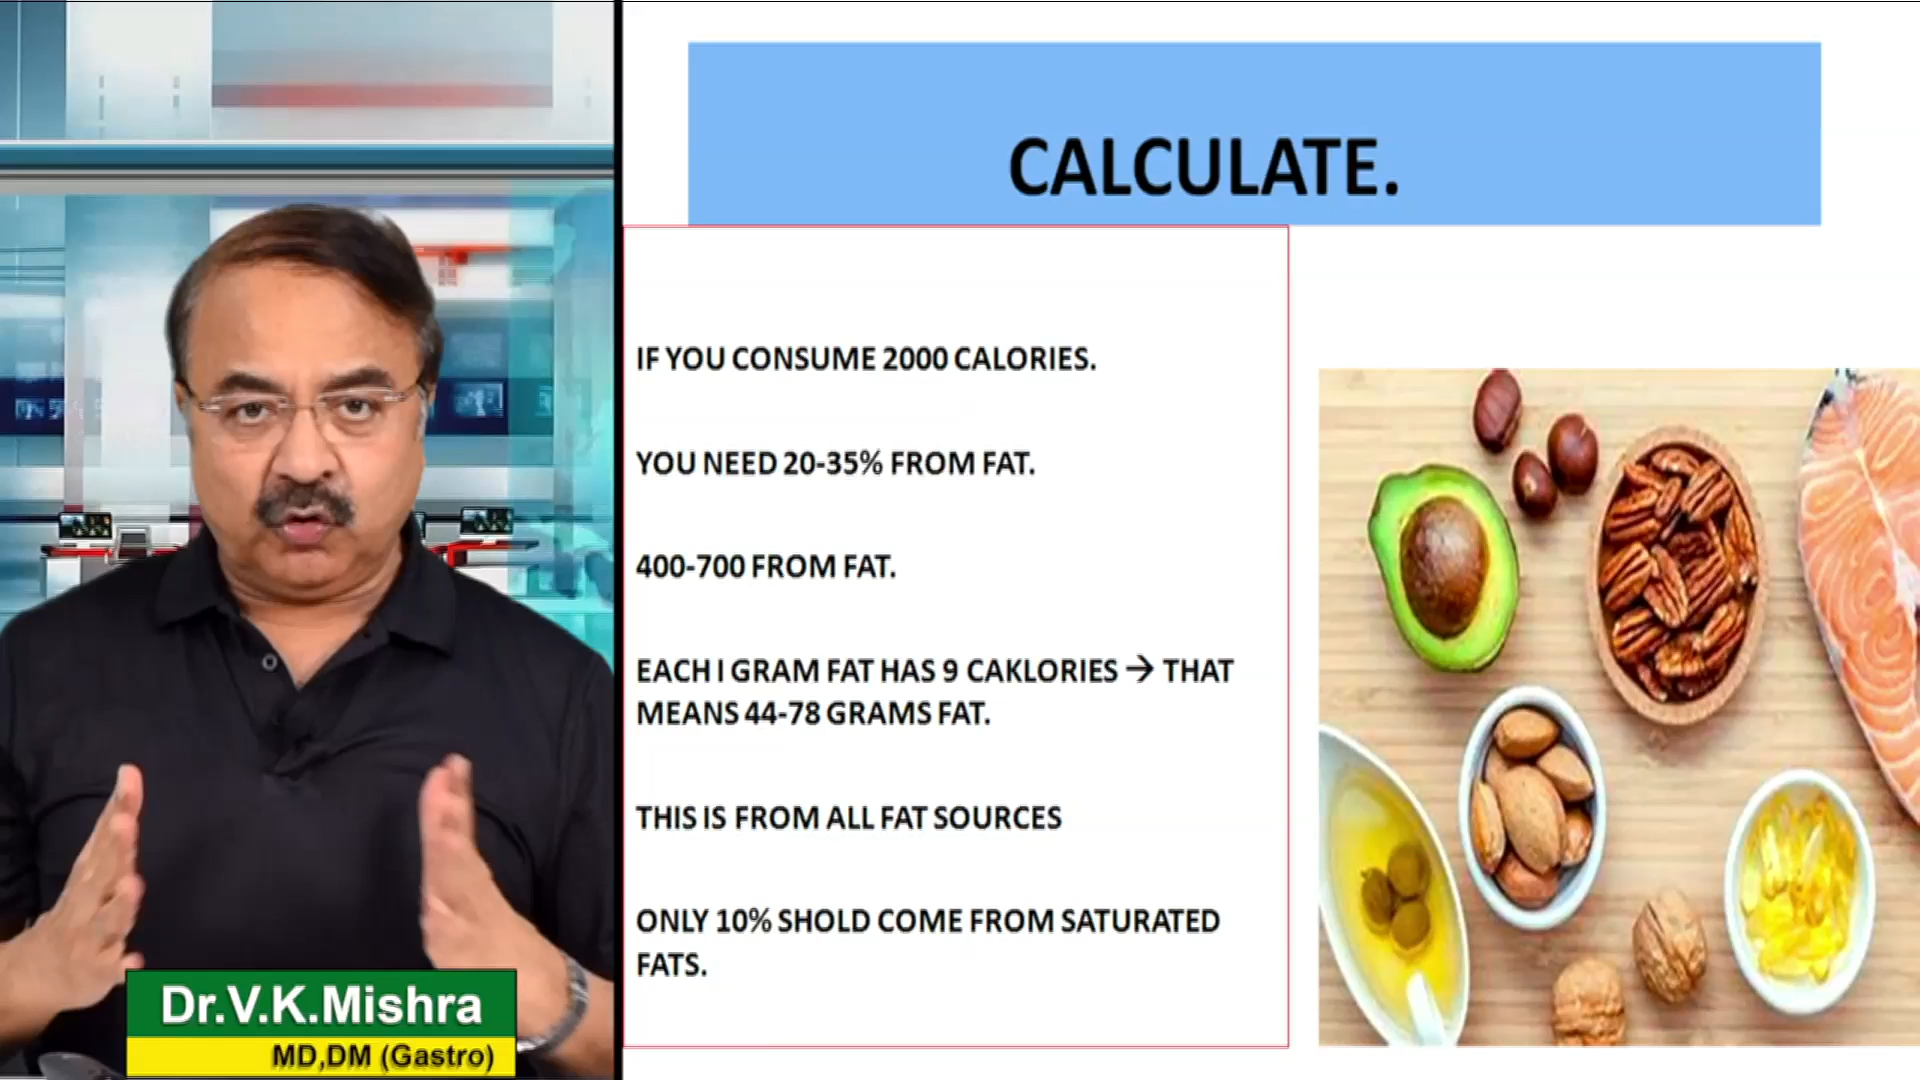 CALCULATE.
IF YOU CONSUME 2000 CALORIES.
YOU NEED 20-35% FROM FAT.
400-700 FROM FAT.
EACH I GRAM FAT HAS 9 CAKLORIES → THAT
MEANS 44-78 GRAMS FAT.
THIS IS FROM ALL FAT SOURCES
ONLY 10% SHOLD COME FROM SATURATED
FATS.
Dr.V.K.Mishra
MD,DM (Gastro)